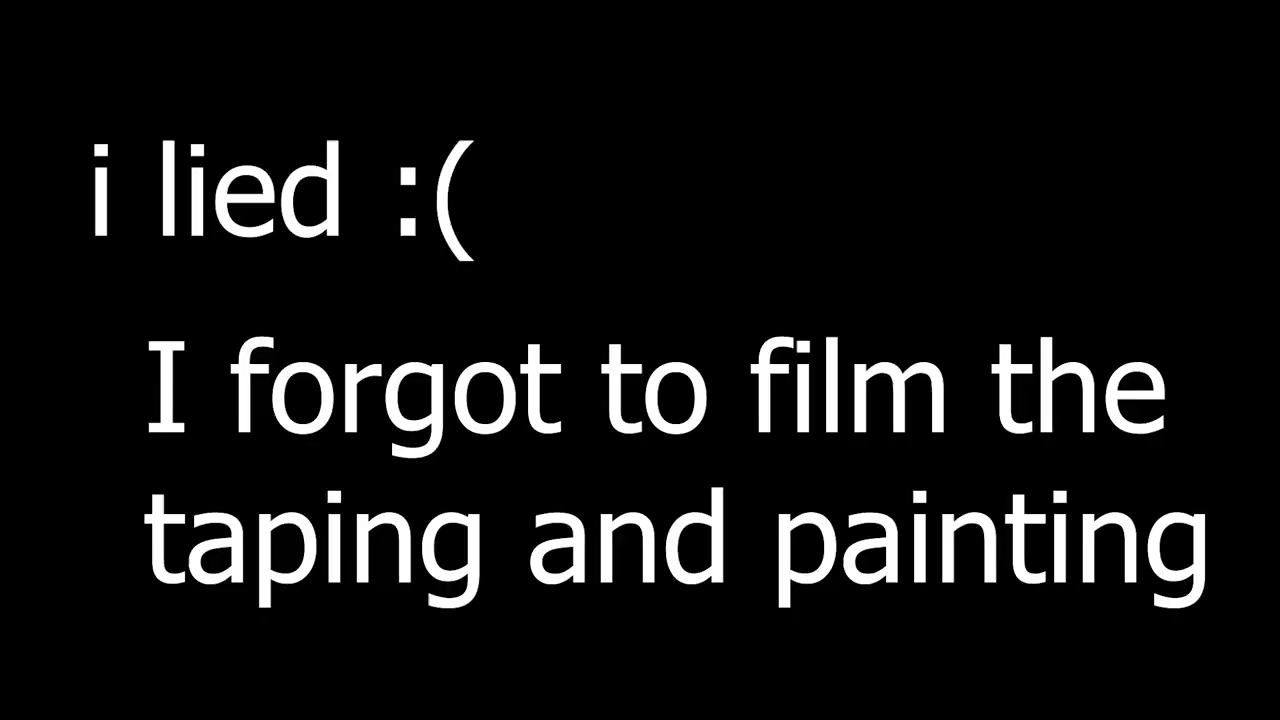 i lied :(
I forgot to film the
taping and painting